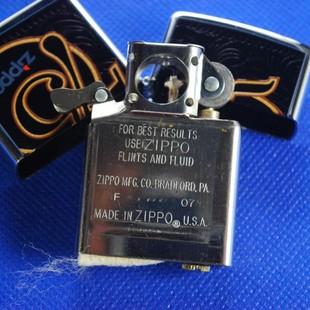 zippo
FOR BEST RESULTS
USE ZIPPO
FLINTS AND FLUID
ZIPPO MFG. CO. BRADFORD, PA.
F 07
MADE IN ZIPPO® U.S.A.